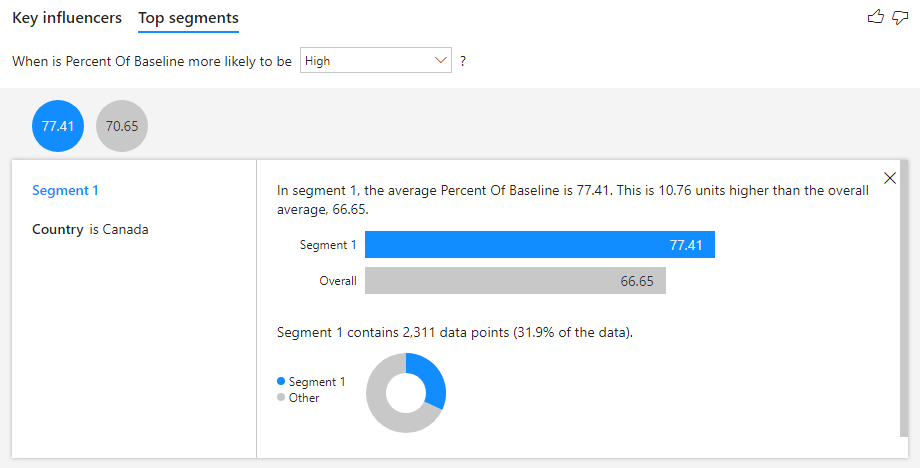 Key influencers Top segments
When is Percent Of Baseline more likely to be High ?
77.41 70.65
Segment 1
Country is Canada
In segment 1, the average Percent Of Baseline is 77.41. This is 10.76 units higher than the overall
average, 66.65.
Segment 1 77.41
Overall 66.65
Segment 1 contains 2,311 data points (31.9% of the data).
Segment 1
Other